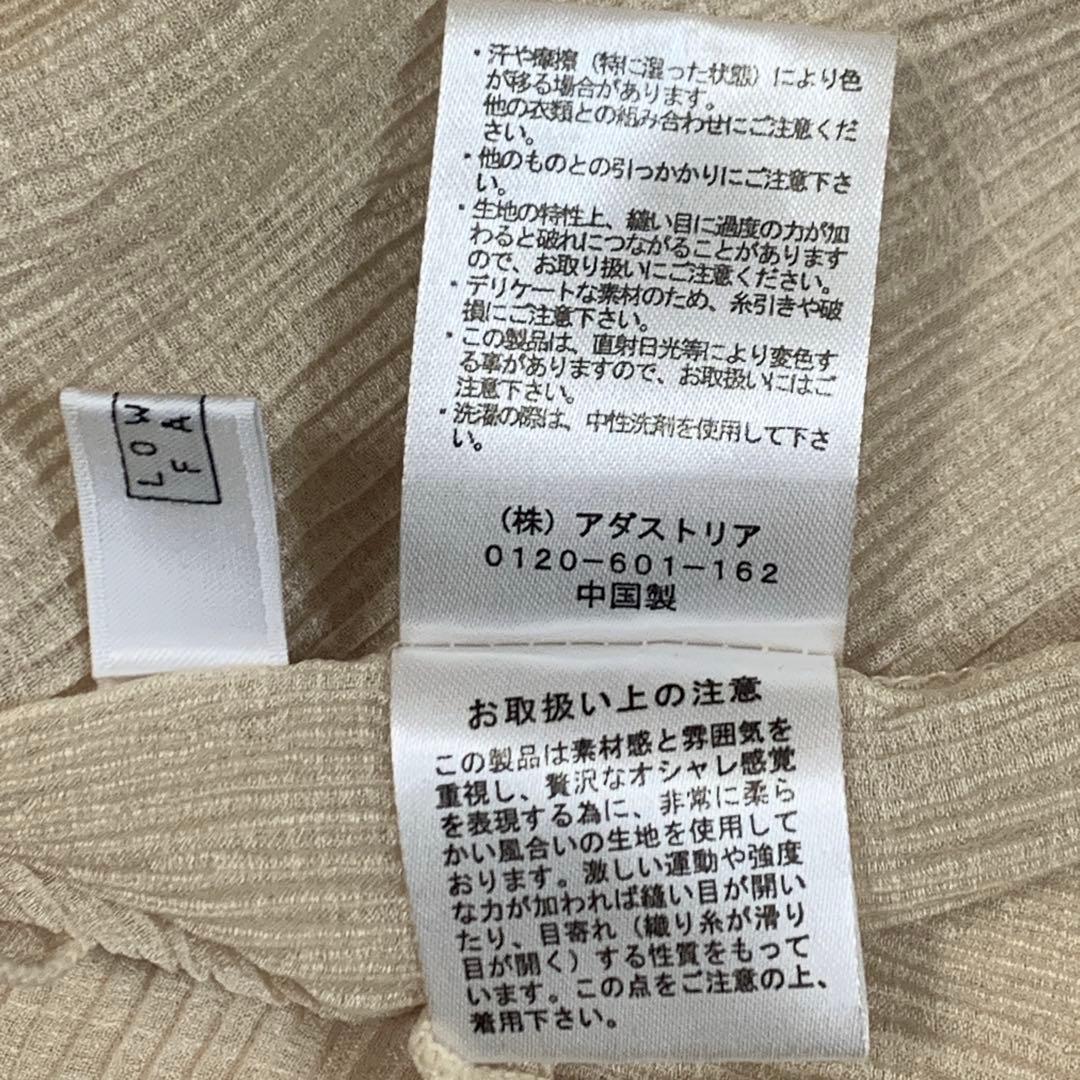 ・汗や摩擦（特に湿った状態）により色
が移る場合があります。
他の衣類との組み合わせにご注意くだ
さい。
・他のものとの引っかかりにご注意下さ
い。
・生地の特性上、縫い目に過度の力が加
わると破れにつながることがあります
ので、お取り扱いにご注意ください。
・デリケートな素材のため、糸引きや破
損にご注意下さい。
・この製品は、直射日光等により変色す
る事がありますので、お取扱いにはご
注意下さい。
・洗濯の際は、中性洗剤を使用して下さ
い。
（株）アダストリア
0120-601-162
中国製
LOW
FA
お取扱い上の注意
この製品は素材感と雰囲気を
重視し、贅沢なオシャレ感覚
を表現する為に、非常に柔ら
かい風合いの生地を使用して
おります。激しい運動や強度
な力が加われば縫い目が開い
たり、目寄れ（織り糸が滑り
目が開く）する性質をもって
います。この点をご注意の上、
着用下さい。